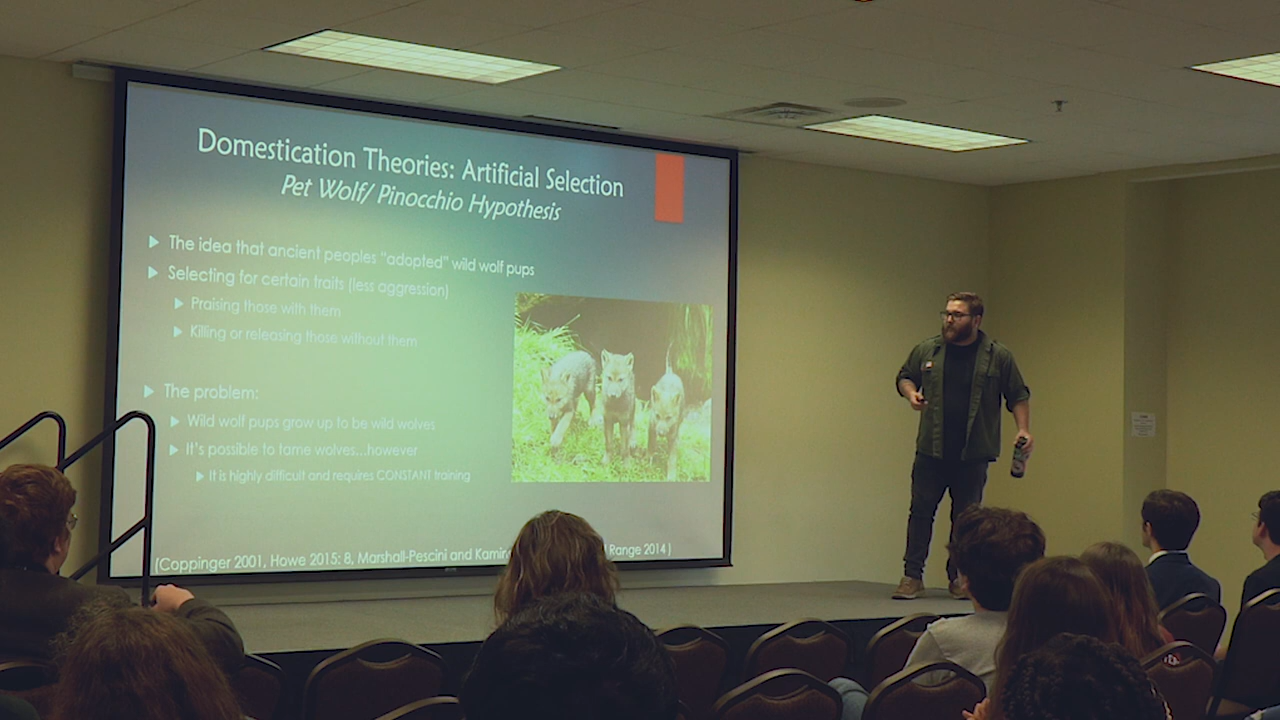 Domestication Theories: Artificial Selection
Pet Wolf/ Pinocchio Hypothesis
The idea that ancient peoples “adopted” wild wolf pups
Selecting for certain traits (less aggression)
Praising those with them
Killing or releasing those without them
The problem:
Wild wolf pups grow up to be wild wolves
It's possible to tame wolves...however
It is highly difficult and requires CONSTANT training
(Coppinger 2001, Howe 2015: 8, Marshall-Pescini and Range 2014)